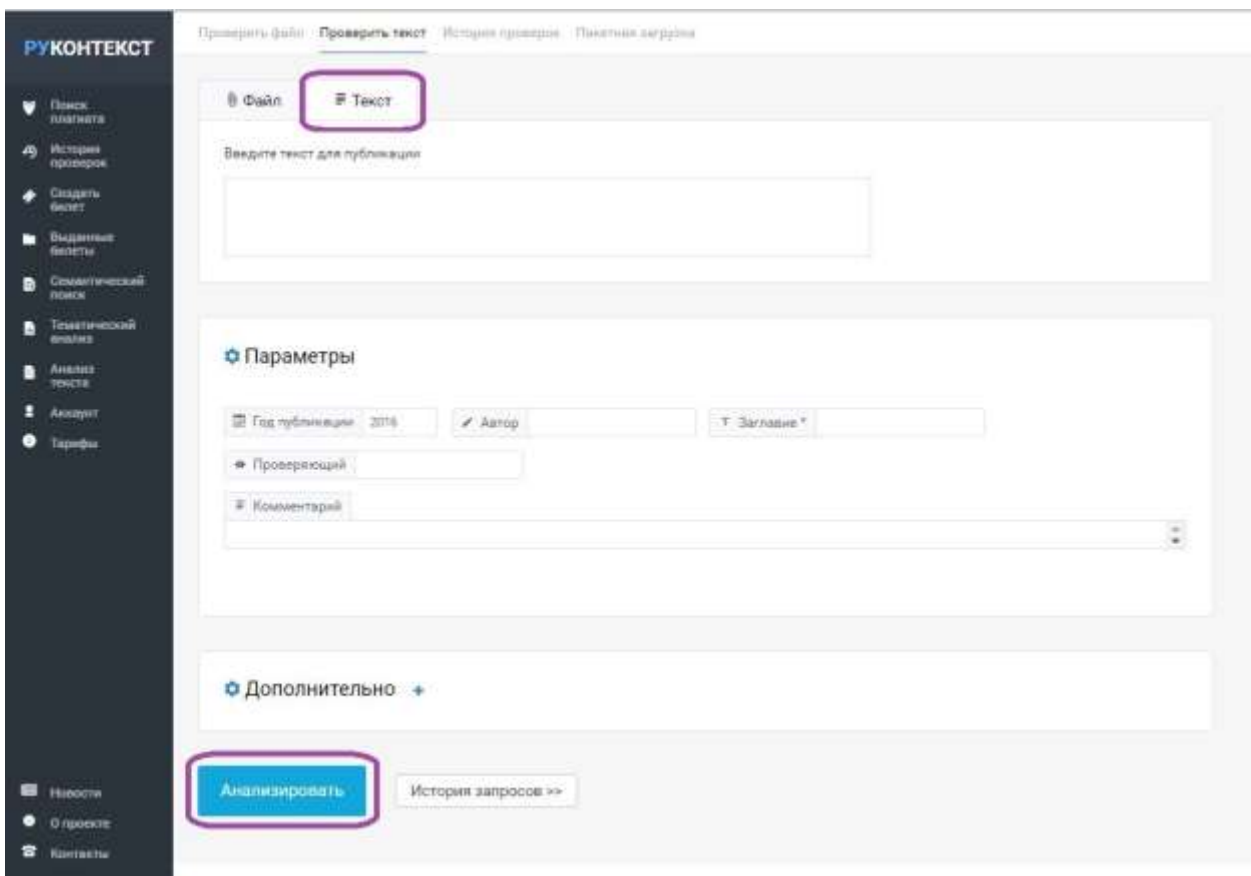 РУКОНТЕКСТ
Проверить файл Проверить текст История проверок Пакетная загрузка
Поиск
плагиата
История
проверок
Создать
билет
Выданные
билеты
Семантический
поиск
Тематический
анализ
Анализ
текста
Аккаунт
Тарифы
Новости
О проекте
Контакты
Файл Текст
Введите текст для публикации
Параметры
Год публикации 2016 Автор Заглавие *
Проверяющий
Комментарий
Дополнительно +
Анализировать История запросов >>